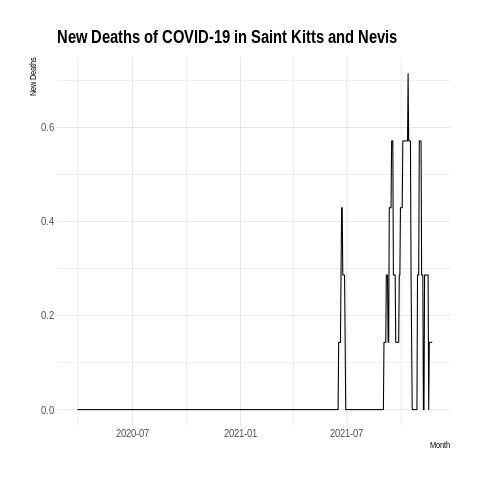 New Deaths of COVID-19 in Saint Kitts and Nevis
New Deaths
0.6
0.4
0.2
0.0
2020-07 2021-01 2021-07
Month